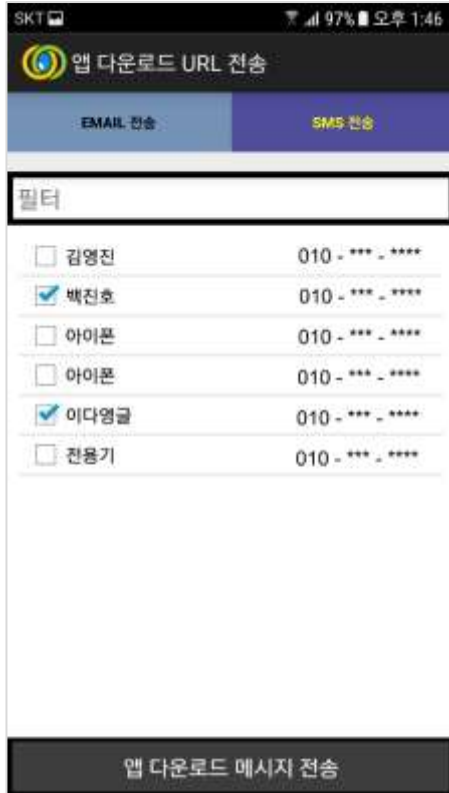 SKT 97% 오후 1:46
앱 다운로드 URL 전송
EMAIL 전송 SMS 전송
필터
김영진 010 - *** - ****
백진호 010 - *** - ****
아이폰 010 - *** - ****
아이폰 010 - *** - ****
이다영글 010 - *** - ****
전용기 010 - *** - ****
앱 다운로드 메시지 전송